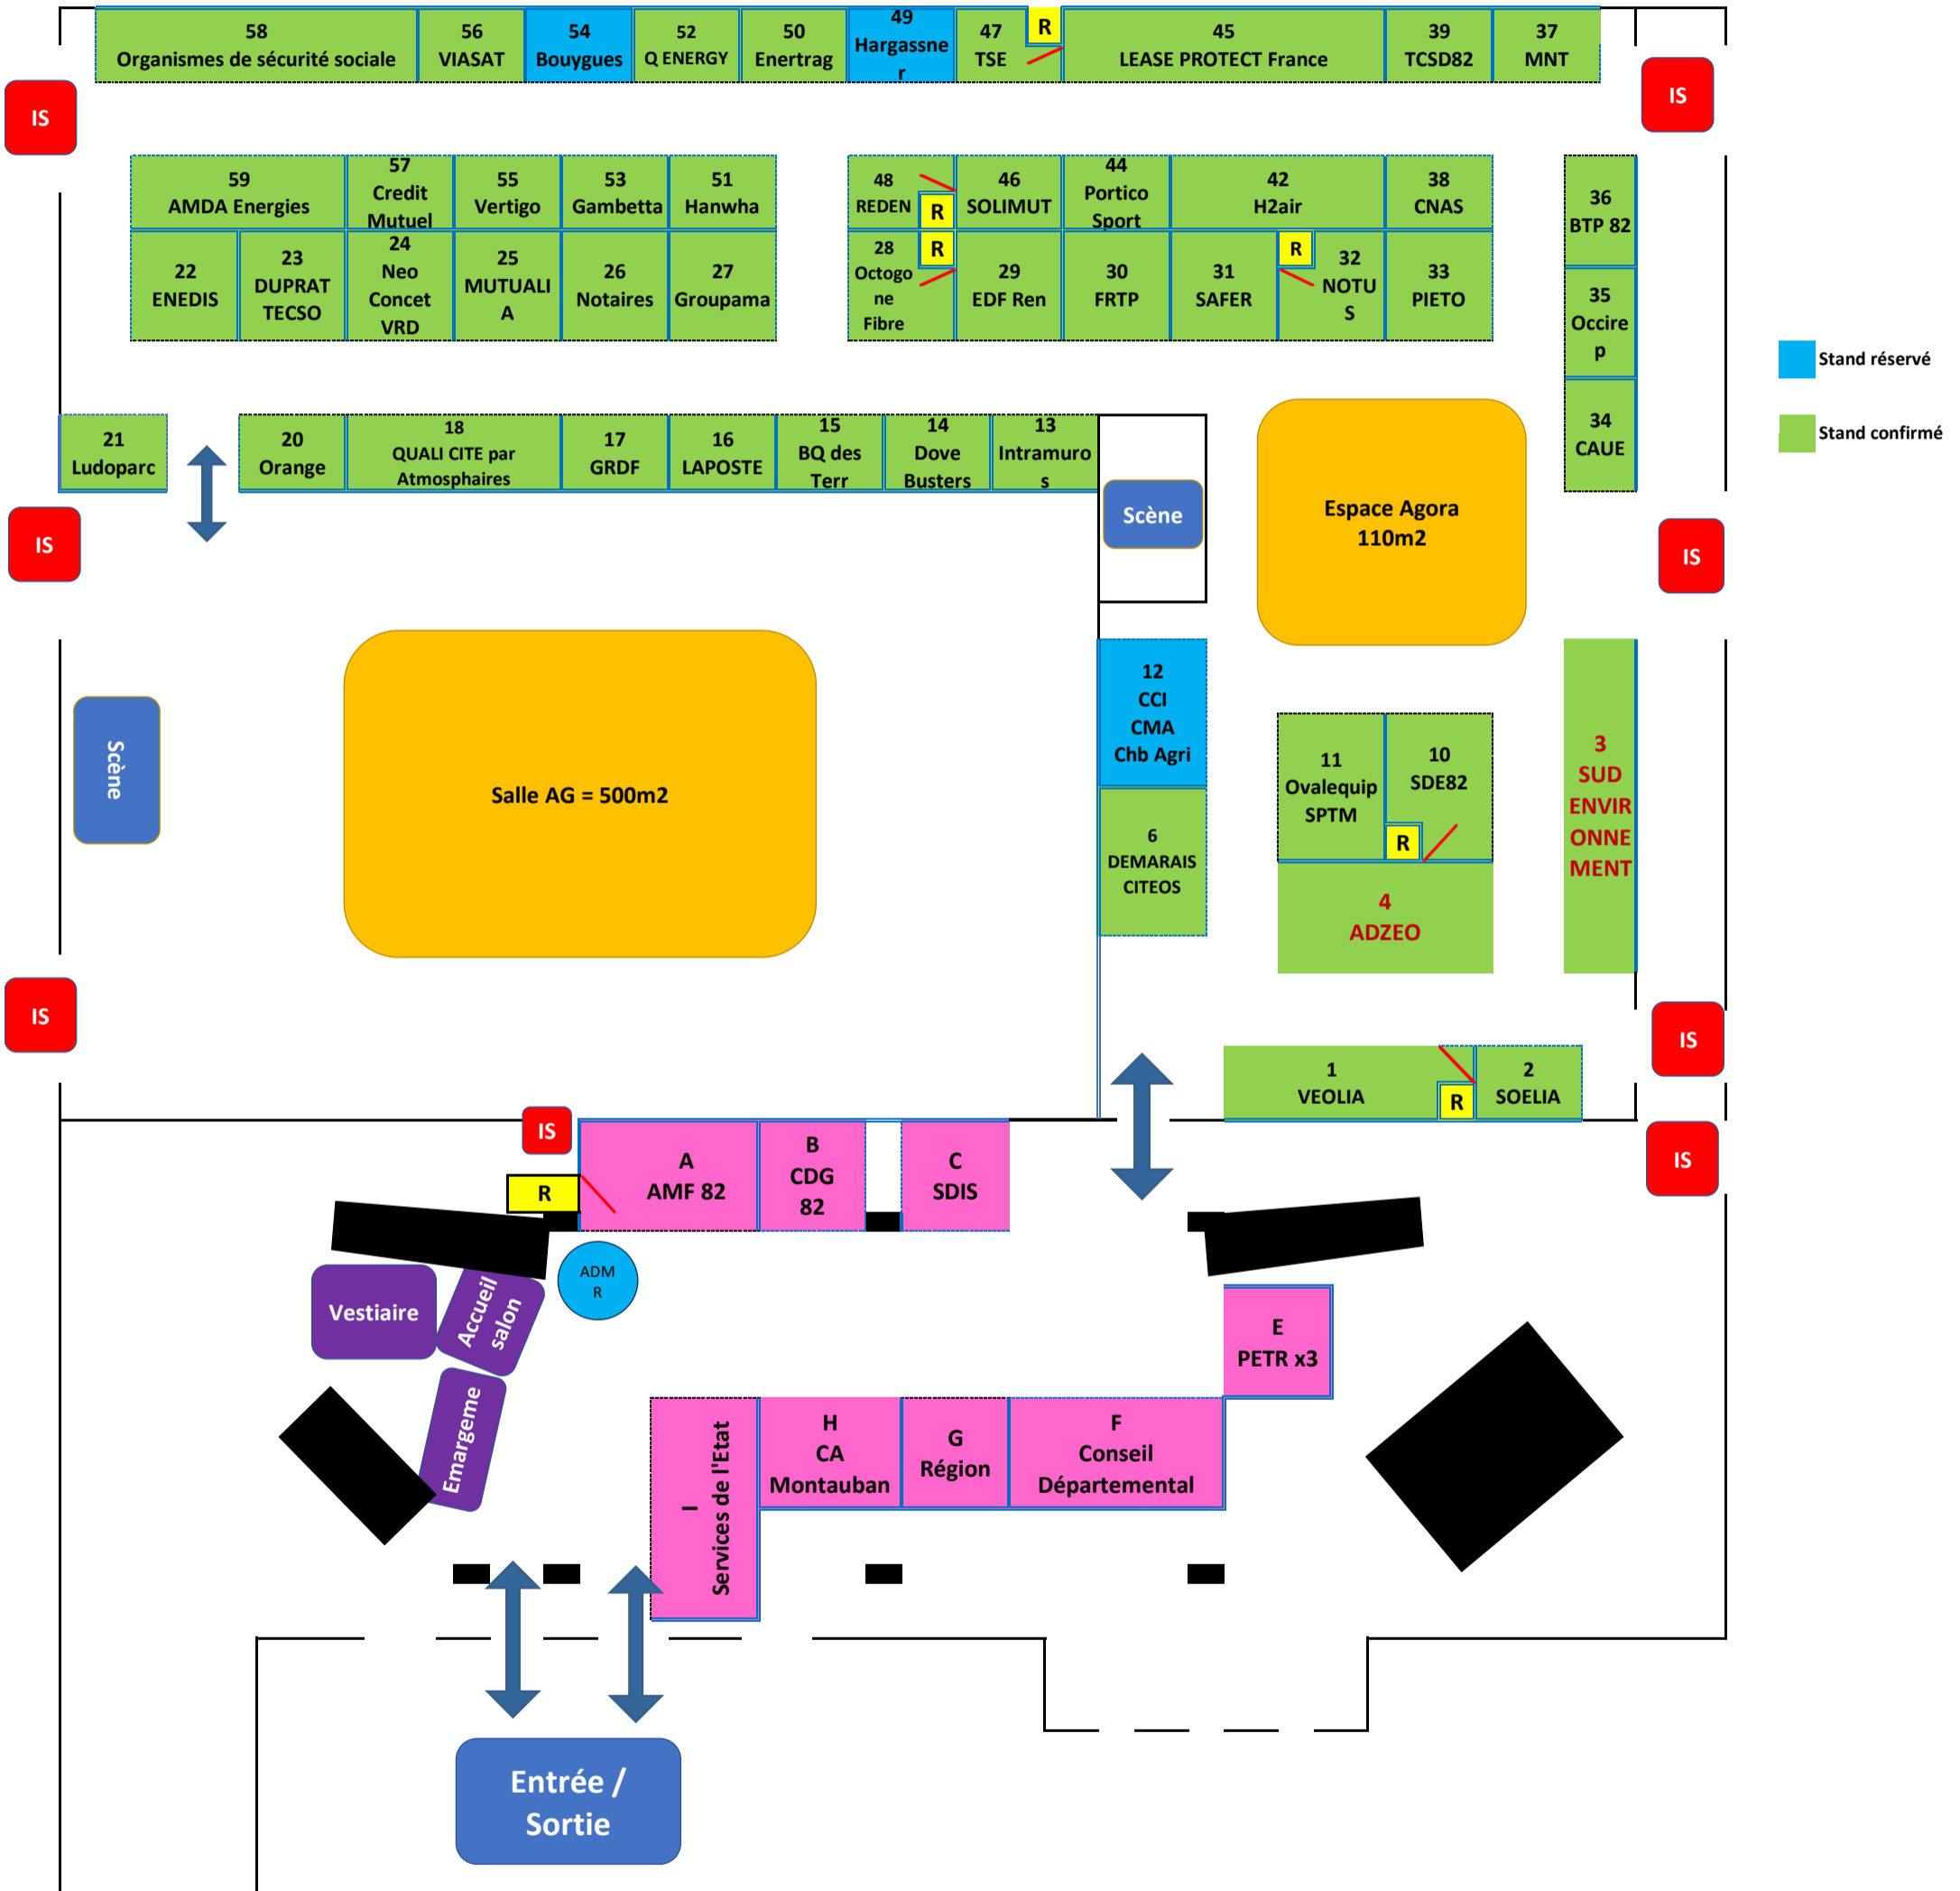 58
Organismes de sécurité sociale
56
VIASAT
54
Bouygues
52
Q ENERGY
50
Enertrag
49
Hargassne
r
47
TSE
R
45
LEASE PROTECT France
39
TCSD82
37
MNT
IS
IS
59
AMDA Energies
57
Credit
Mutuel
55
Vertigo
53
Gambetta
51
Hanwha
48
REDEN
R
46
SOLIMUT
44
Portico
Sport
42
H2air
38
CNAS
36
BTP 82
22
ENEDIS
23
DUPRAT
TECSO
24
Neo
Concet
VRD
25
MUTUALI
A
26
Notaires
27
Groupama
28
Octogo
ne
Fibre
R
29
EDF Ren
30
FRTP
31
SAFER
R
32
NOTU
S
33
PIETO
35
Occire
p
34
CAUE
Stand réservé
Stand confirmé
21
Ludoparc
20
Orange
18
QUALI CITE par
Atmosphaires
17
GRDF
16
LAPOSTE
15
BQ des
Terr
14
Dove
Busters
13
Intramuro
s
Scène
Espace Agora
110m2
IS
IS
Scène
Salle AG = 500m2
12
CCI
CMA
Chb Agri
6
DEMARAIS
CITEOS
11
Ovalequip
SPTM
10
SDE82
R
4
ADZEO
3
SUD
ENVIR
ONNE
MENT
IS
IS
1
VEOLIA
R
2
SOELIA
IS
IS
R
A
AMF 82
B
CDG
82
C
SDIS
ADM
R
Vestiaire
Accueil
salon
Emargeme
E
PETR x3
I
Services de l'Etat
H
CA
Montauban
G
Région
F
Conseil
Départemental
Entrée /
Sortie